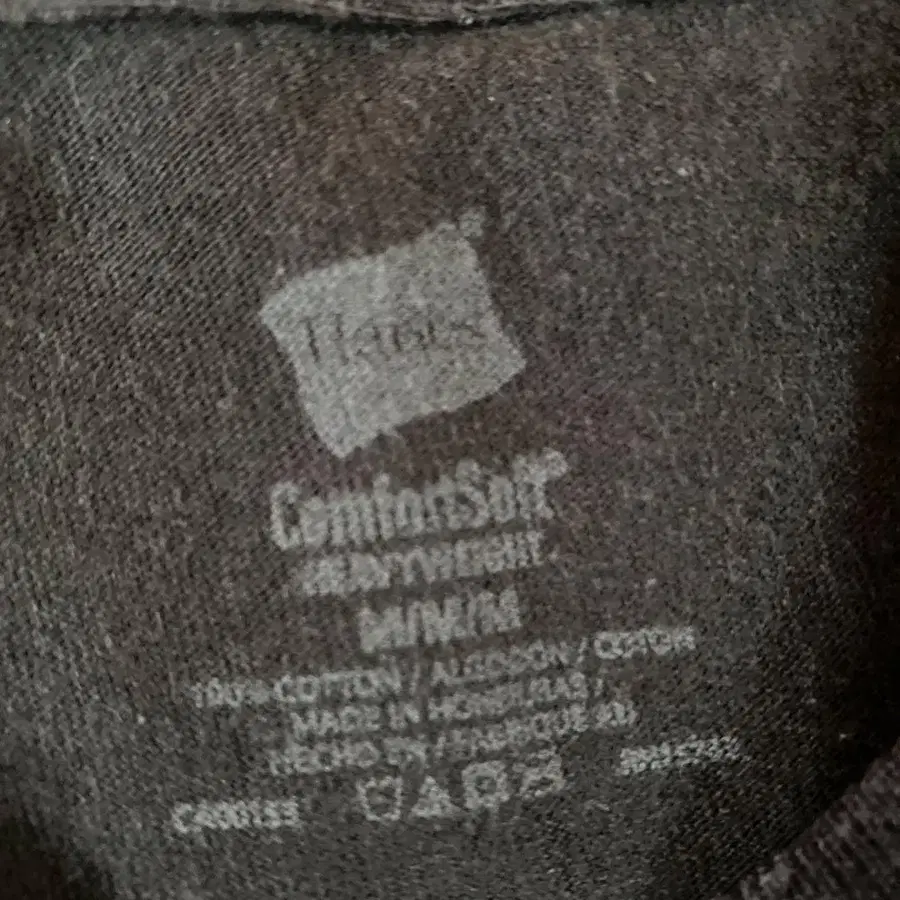 Hanes
ComfortSoft®
HEAVYWEIGHT
M/M/M
100% COTTON / ALGODON / COTON
MADE IN HONDURAS /
HECHO EN / FABRIQUE AU